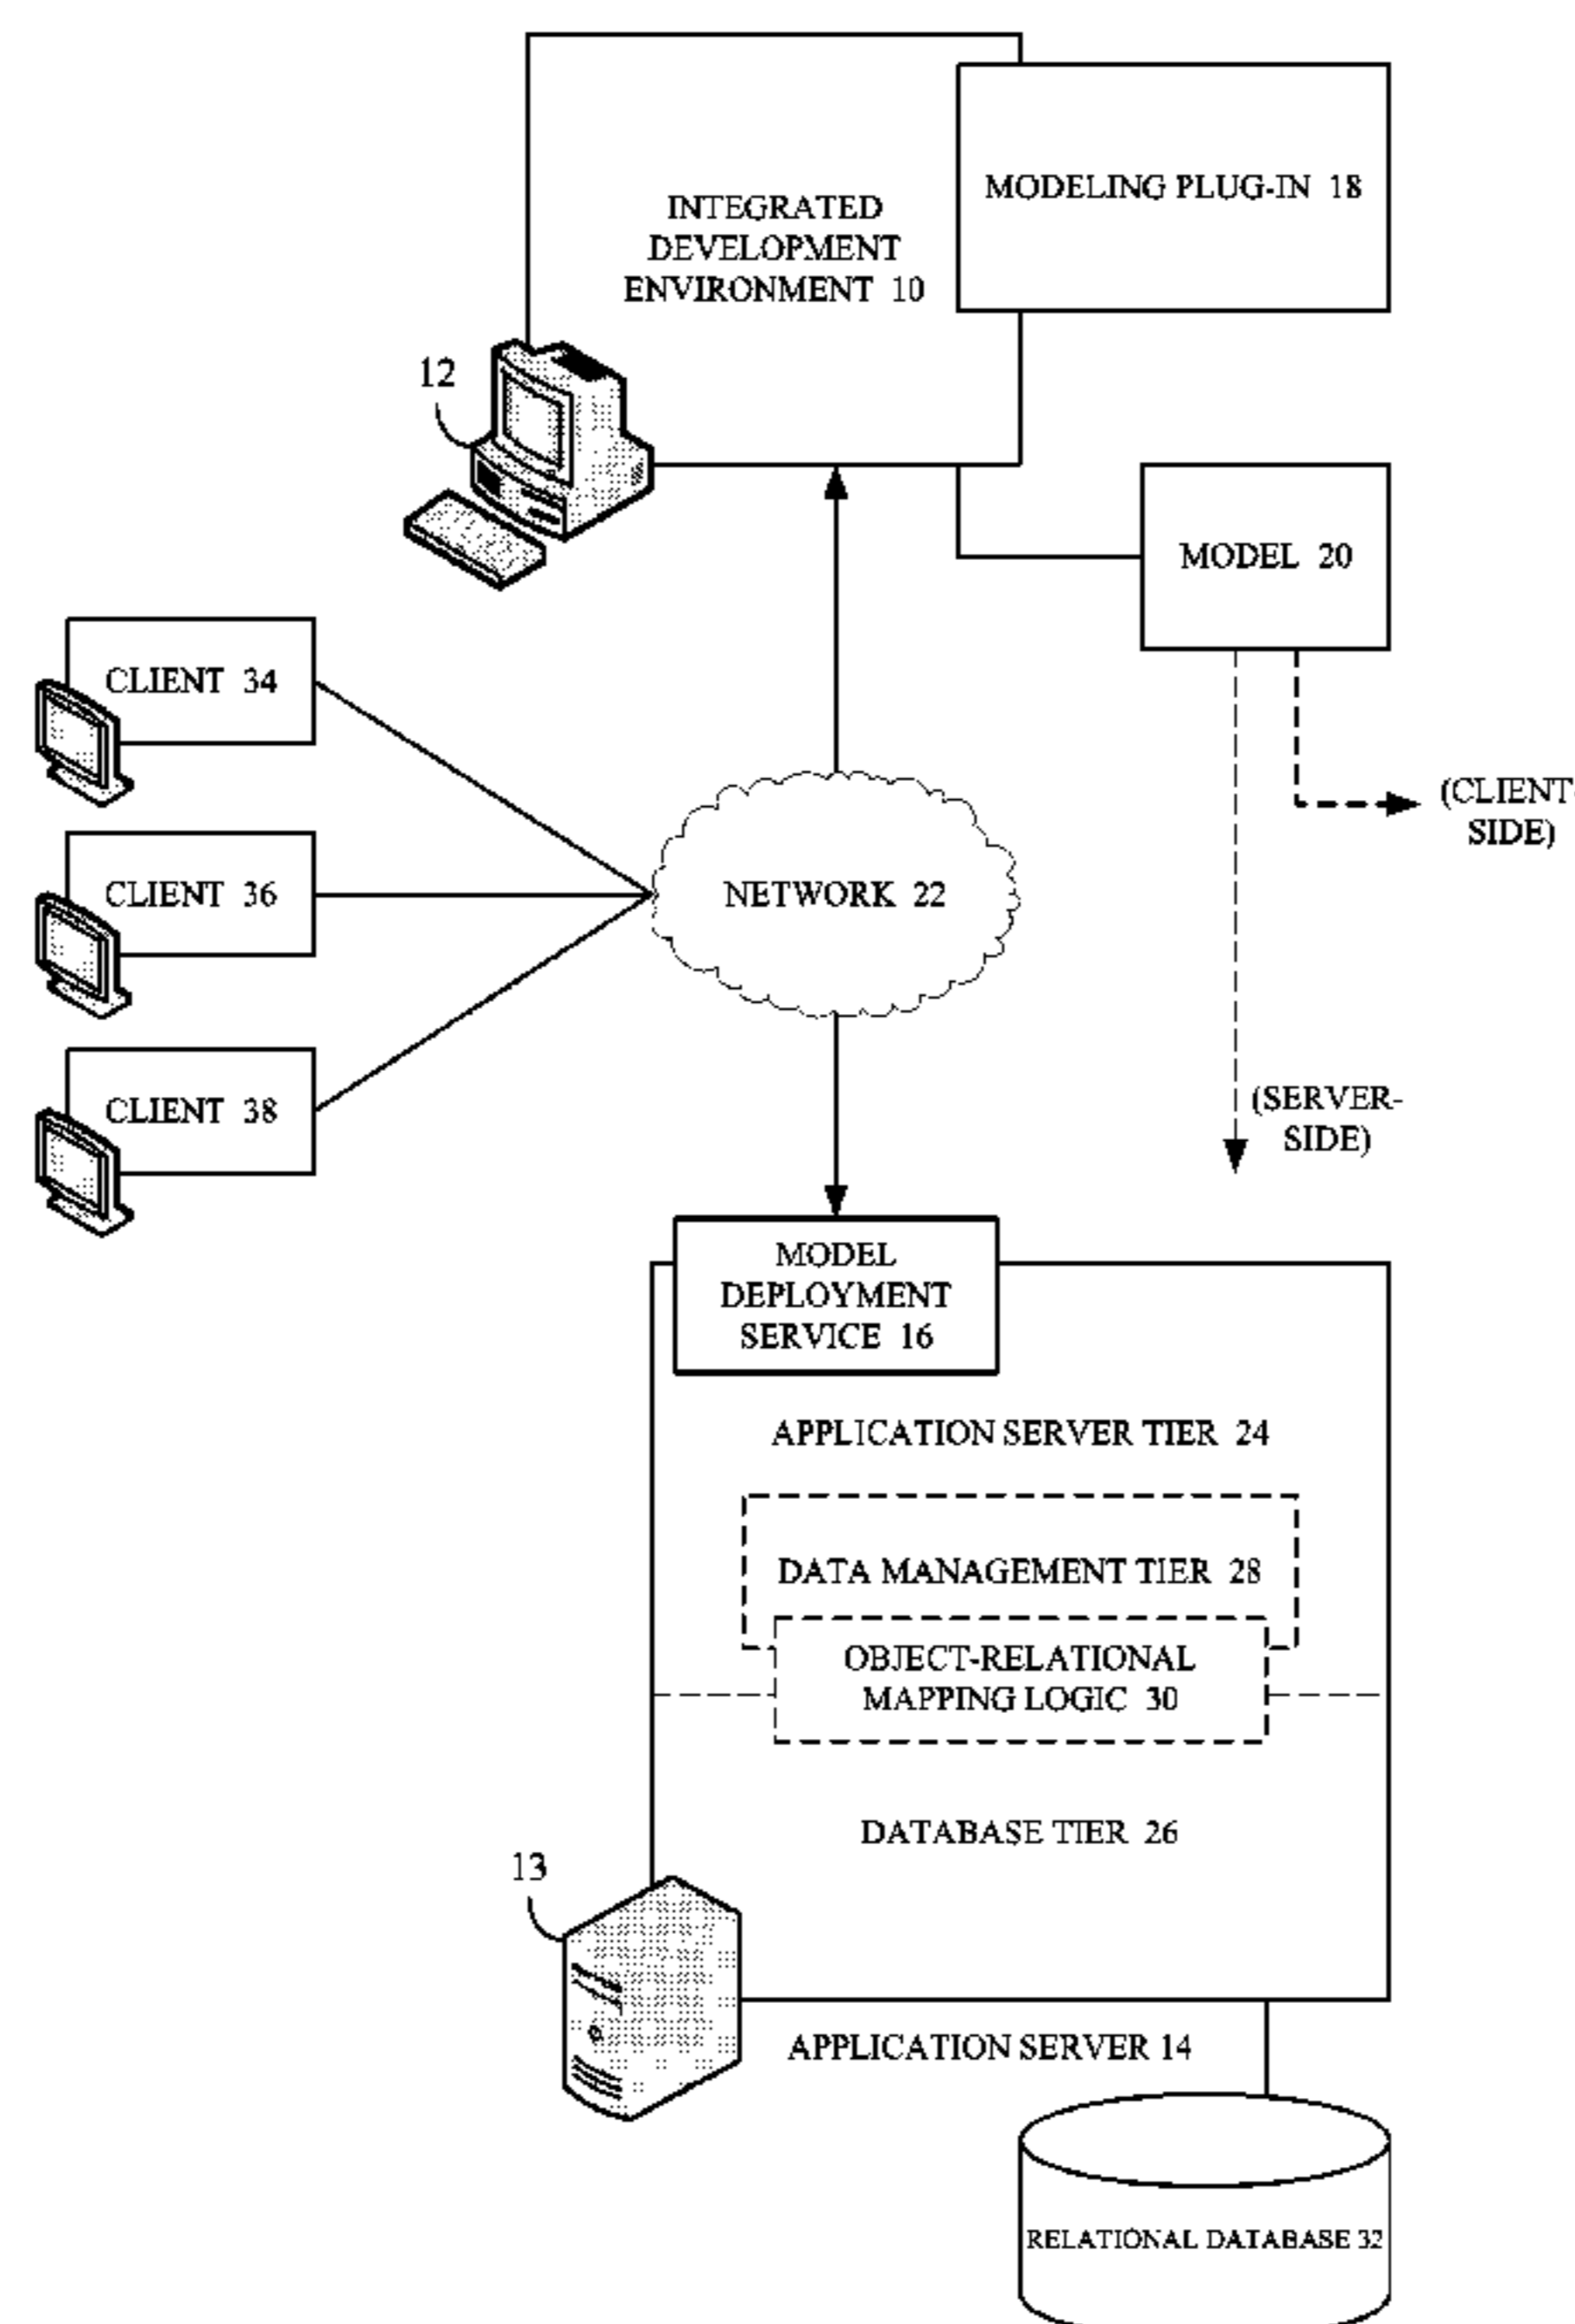 MODELING PLUG-IN 18
INTEGRATED
DEVELOPMENT
ENVIRONMENT 10
12
MODEL 20
CLIENT 34
(CLIENT-
SIDE)
CLIENT 36
NETWORK 22
CLIENT 38
(SERVER-
SIDE)
MODEL
DEPLOYMENT
SERVICE 16
APPLICATION SERVER TIER 24
DATA MANAGEMENT TIER 28
OBJECT-RELATIONAL
MAPPING LOGIC 30
DATABASE TIER 26
13
APPLICATION SERVER 14
RELATIONAL DATABASE 32